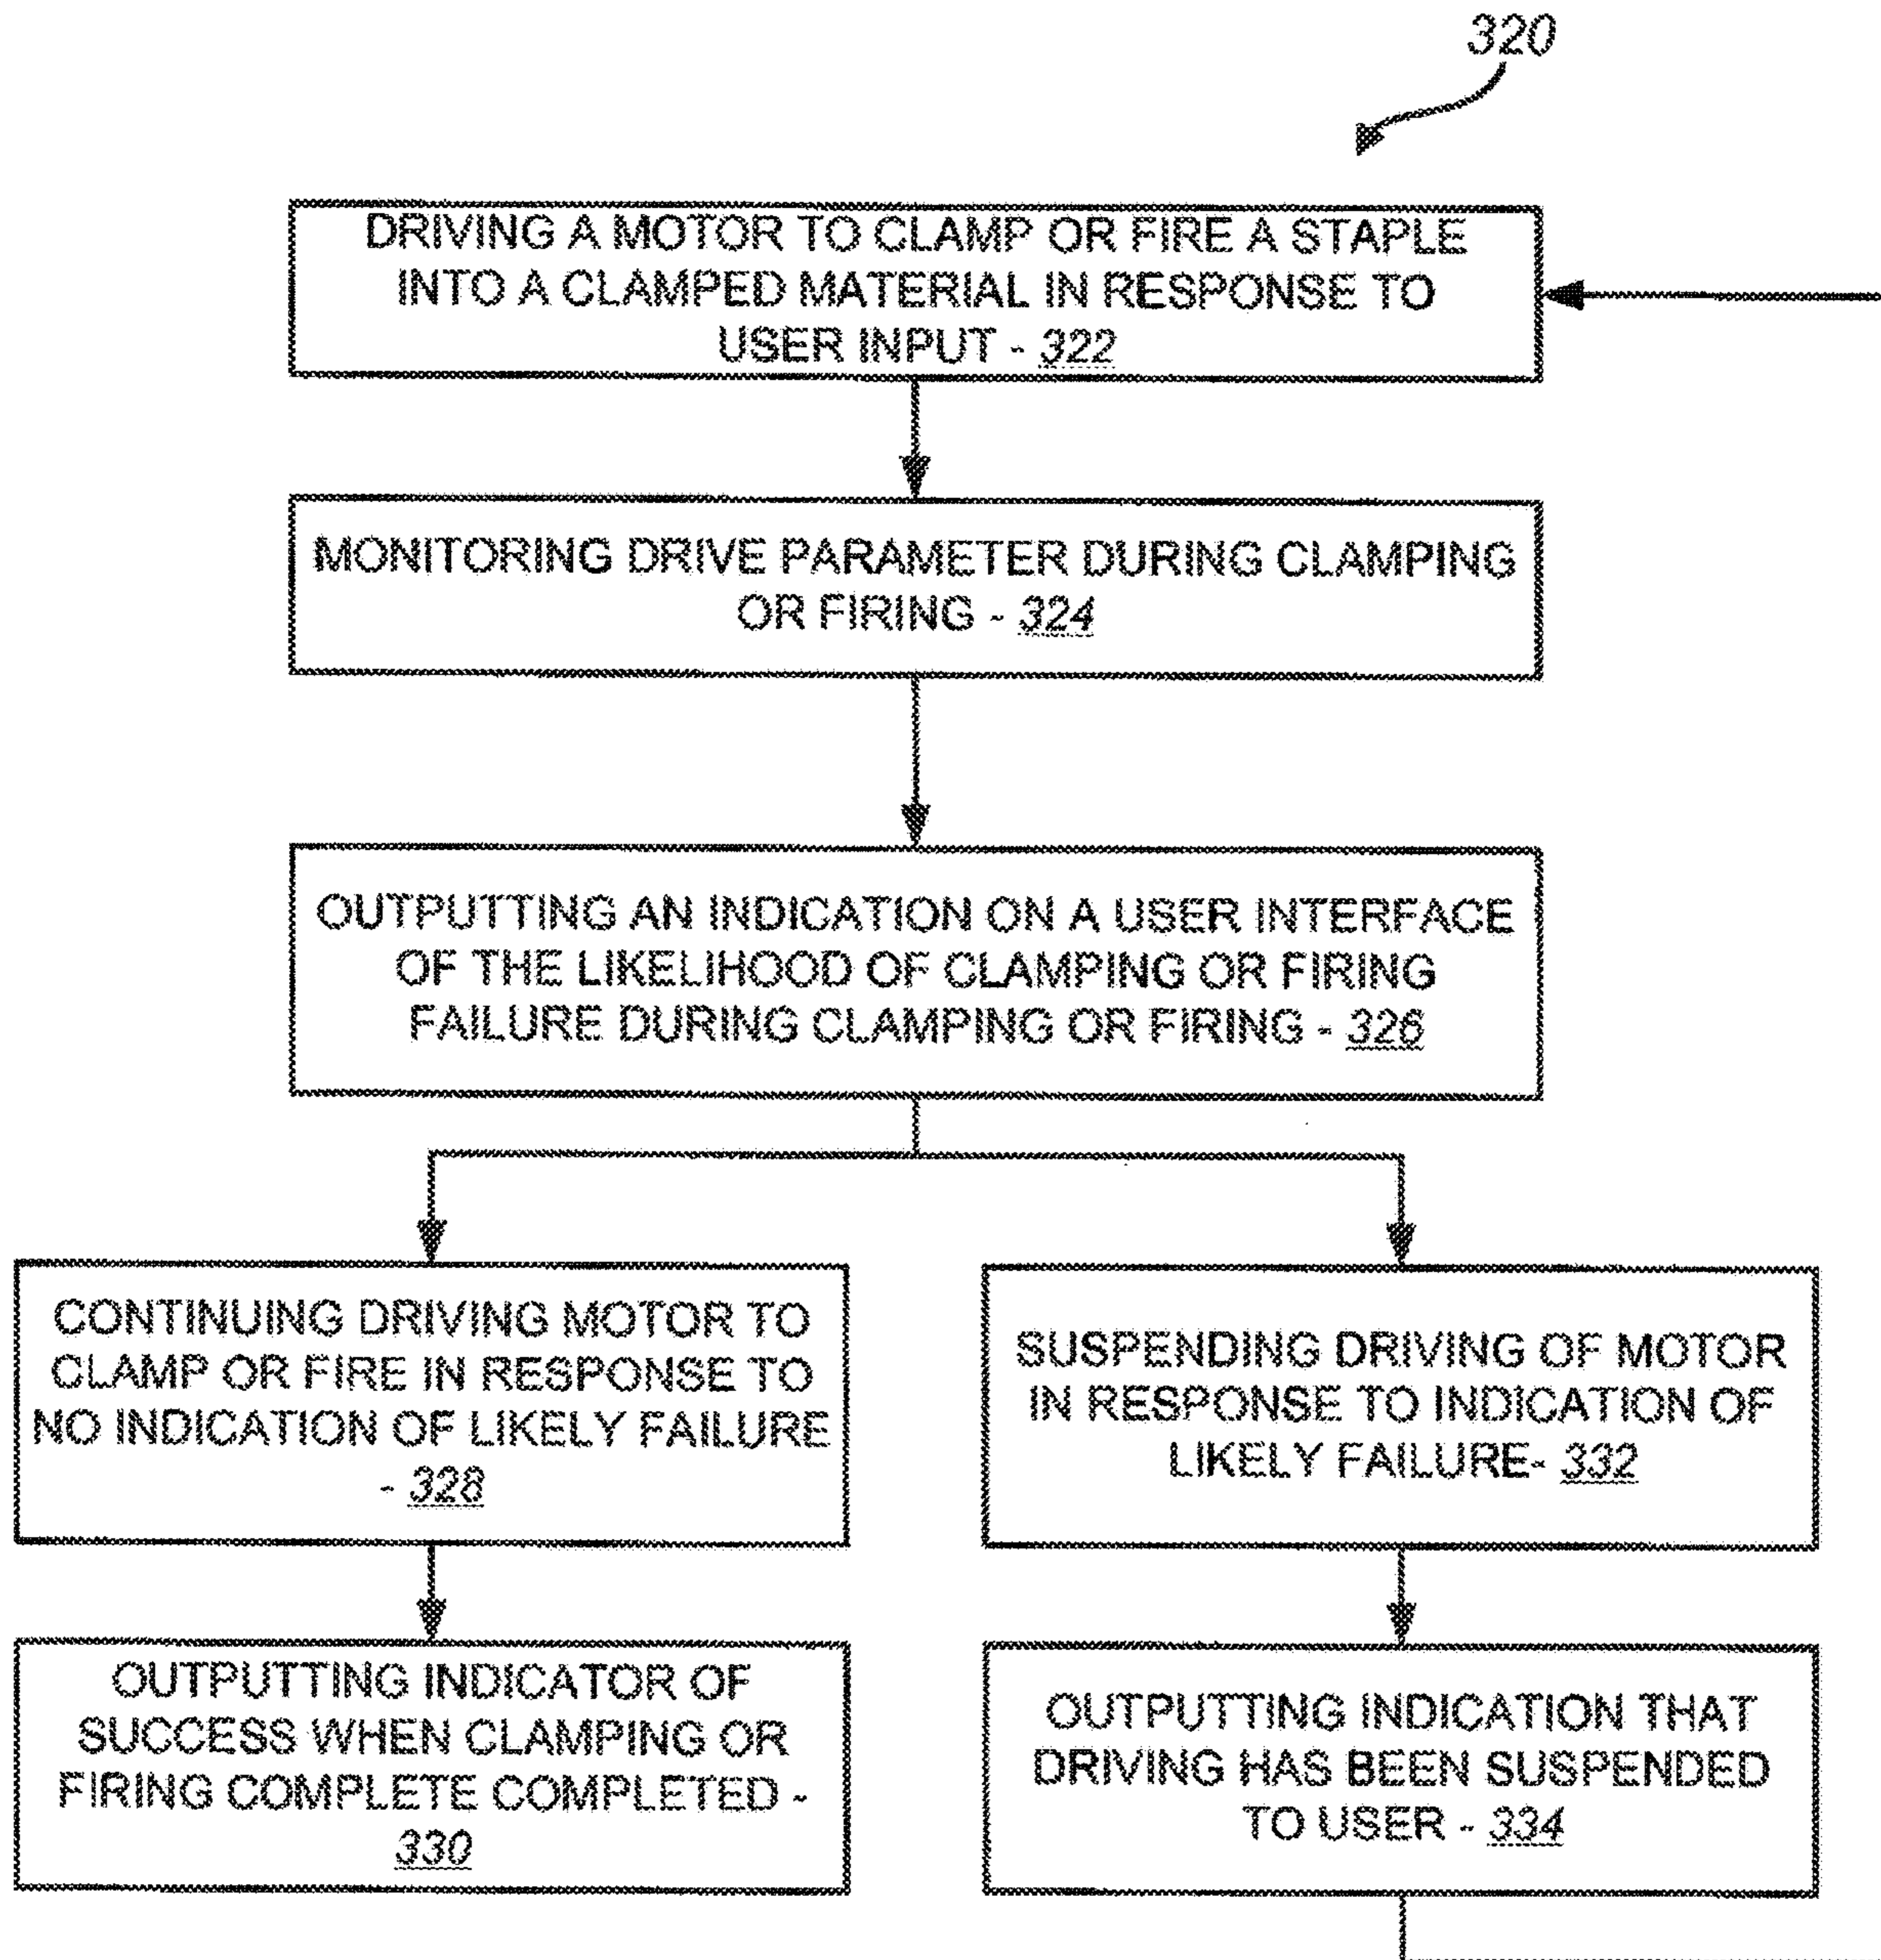 320
DRIVING A MOTOR TO CLAMP OR FIRE A STAPLE
INTO A CLAMPED MATERIAL IN RESPONSE TO
USER INPUT - 322
MONITORING DRIVE PARAMETER DURING CLAMPING
OR FIRING - 324
OUTPUTTING AN INDICATION ON A USER INTERFACE
OF THE LIKELIHOOD OF CLAMPING OR FIRING
FAILURE DURING CLAMPING OR FIRING - 326
CONTINUING DRIVING MOTOR TO
CLAMP OR FIRE IN RESPONSE TO
NO INDICATION OF LIKELY FAILURE
- 328
SUSPENDING DRIVING OF MOTOR
IN RESPONSE TO INDICATION OF
LIKELY FAILURE- 332
OUTPUTTING INDICATOR OF
SUCCESS WHEN CLAMPING OR
FIRING COMPLETE COMPLETED -
330
OUTPUTTING INDICATION THAT
DRIVING HAS BEEN SUSPENDED
TO USER - 334